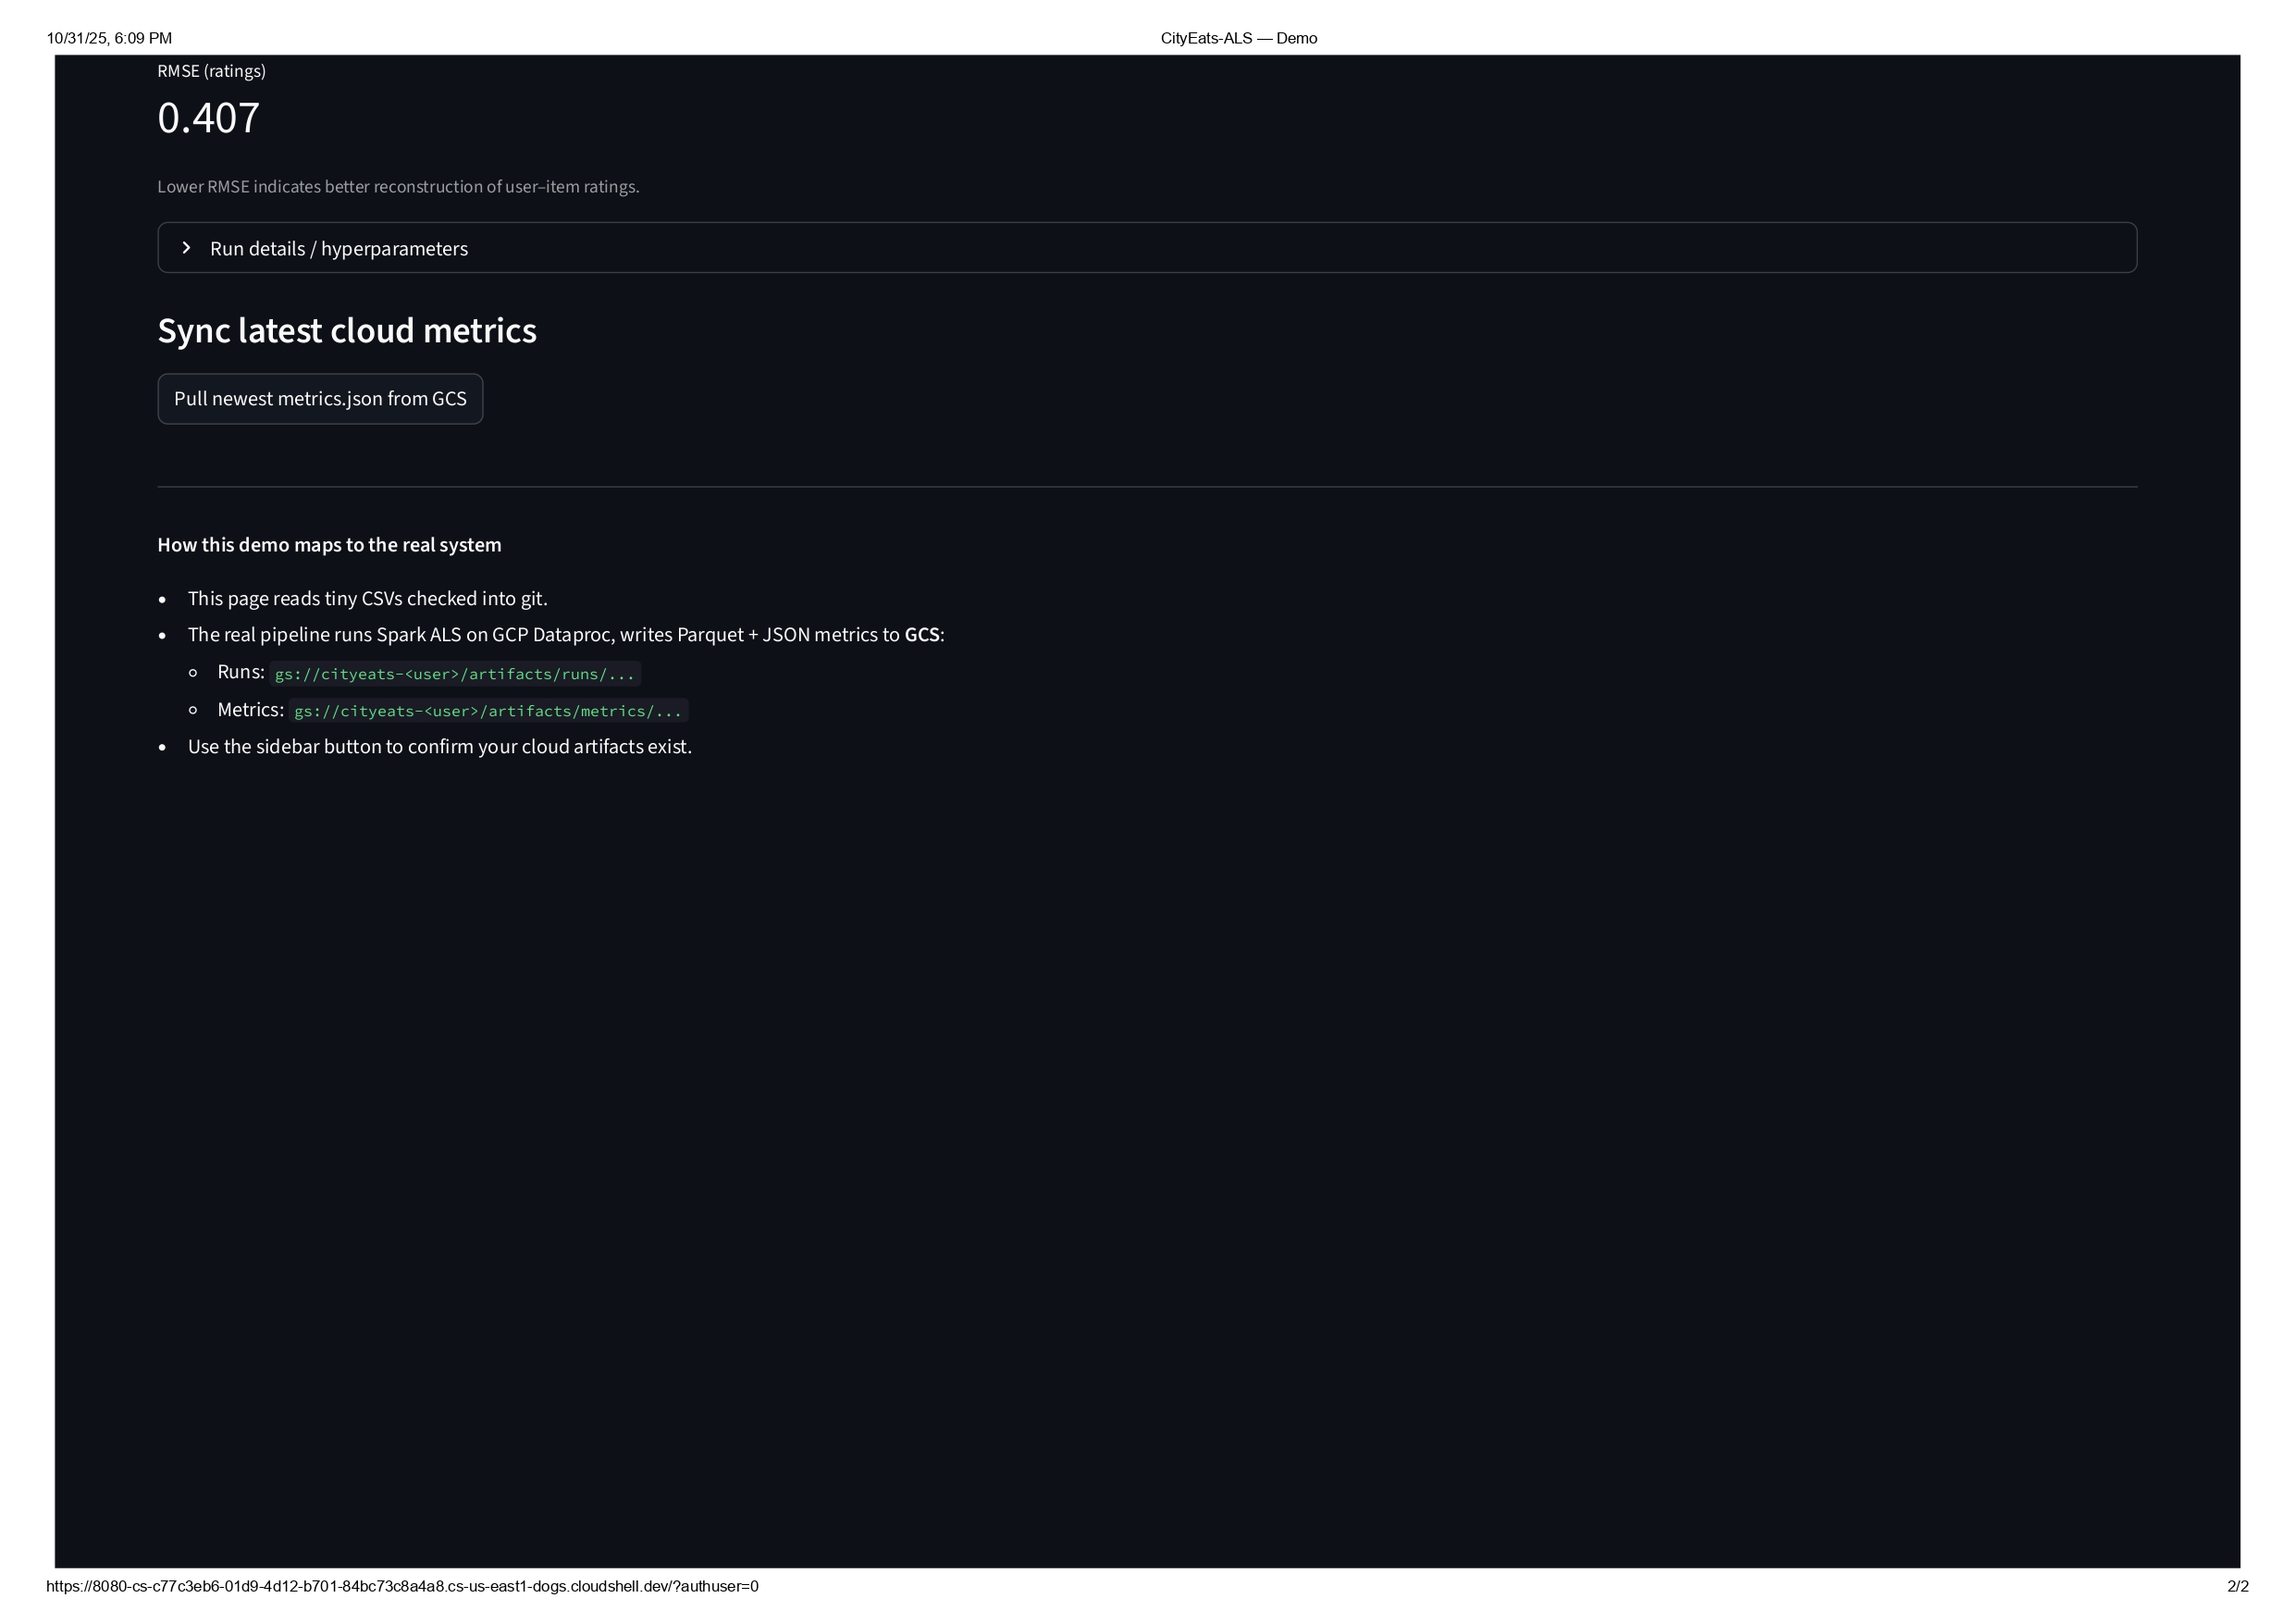 10/31/25, 6:09 PM
CityEats-ALS — Demo
RMSE (ratings)
0.407
Lower RMSE indicates better reconstruction of user–item ratings.
Run details / hyperparameters
Sync latest cloud metrics
Pull newest metrics.json from GCS
How this demo maps to the real system
• This page reads tiny CSVs checked into git.
• The real pipeline runs Spark ALS on GCP Dataproc, writes Parquet + JSON metrics to GCS:
◦ Runs: gs://cityeats-<user>/artifacts/runs/...
◦ Metrics: gs://cityeats-<user>/artifacts/metrics/...
• Use the sidebar button to confirm your cloud artifacts exist.
https://8080-cs-c77c3eb6-01d9-4d12-b701-84bc73c8a4a8.cs-us-east1-dogs.cloudshell.dev/?authuser=0
2/2